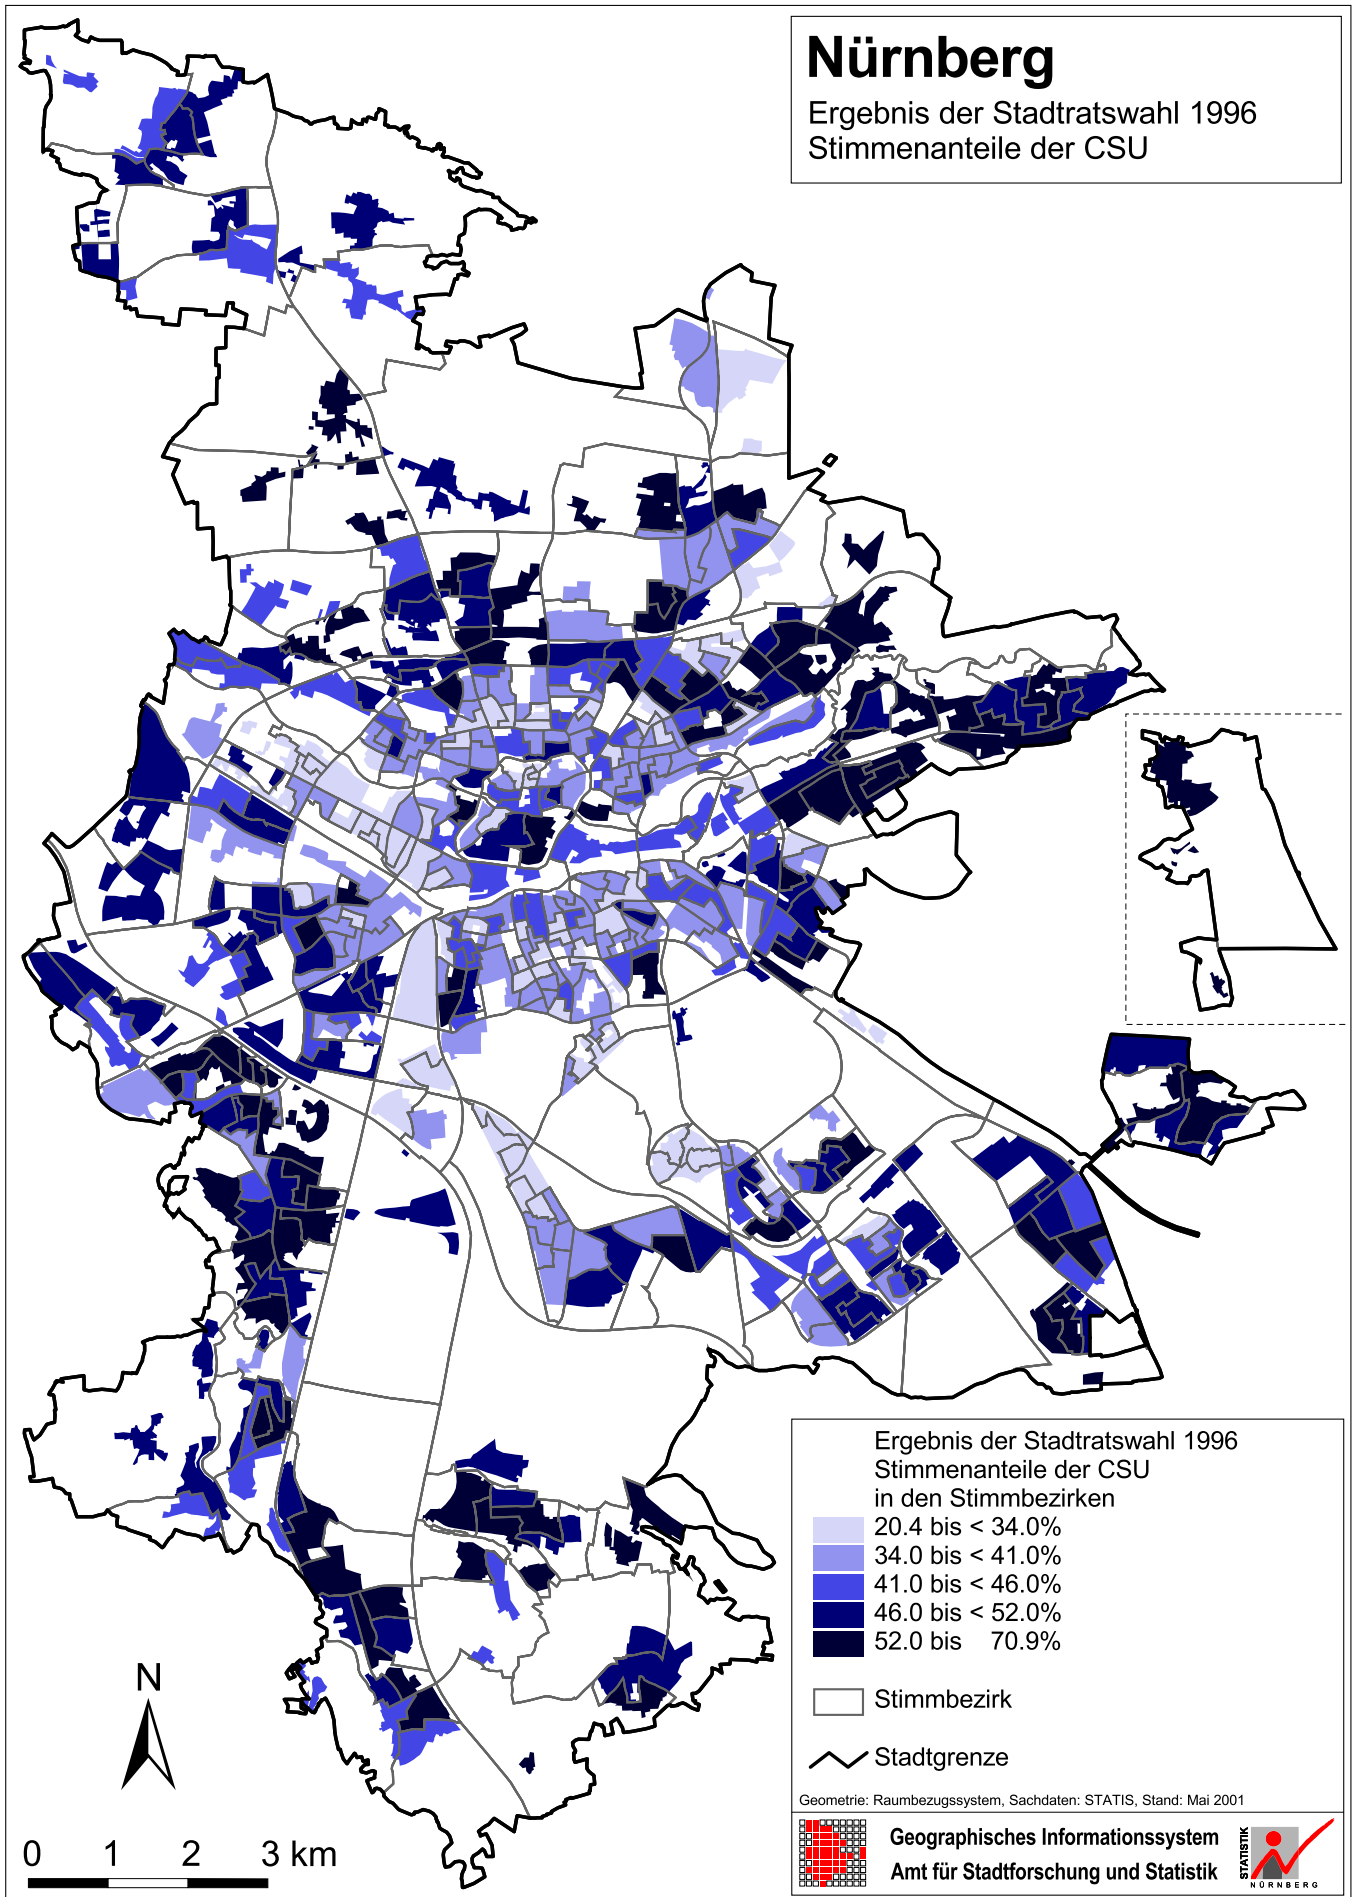 Nürnberg
Ergebnis der Stadtratswahl 1996
Stimmenanteile der CSU
Ergebnis der Stadtratswahl 1996
Stimmenanteile der CSU
in den Stimmbezirken
20.4 bis < 34.0%
34.0 bis < 41.0%
41.0 bis < 46.0%
46.0 bis < 52.0%
52.0 bis 70.9%
Stimmbezirk
Stadtgrenze
Geometrie: Raumbezugssystem, Sachdaten: STATIS, Stand: Mai 2001
Geographisches Informationssystem
Amt für Stadtforschung und Statistik
STATISTIK
NÜRNBERG
N
0 1 2 3 km